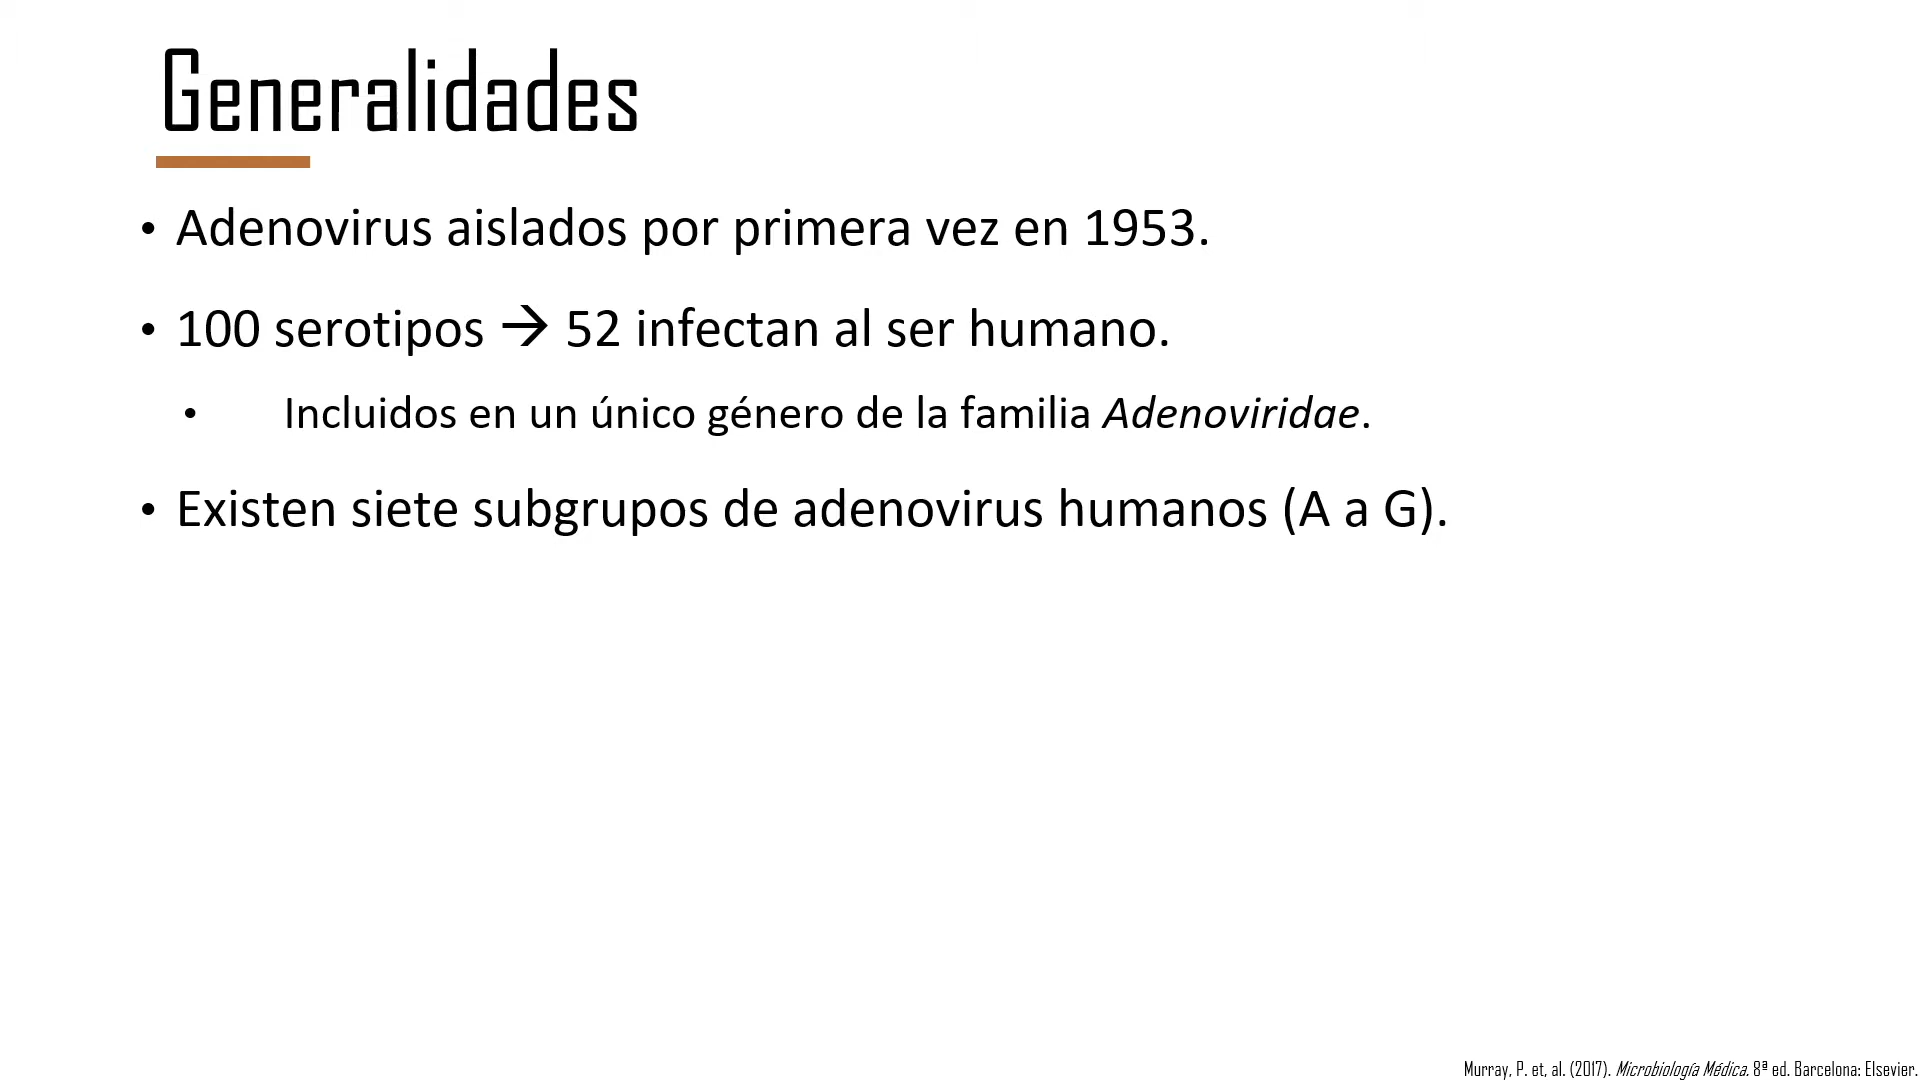 Generalidades
• Adenovirus aislados por primera vez en 1953.
• 100 serotipos → 52 infectan al ser humano.
• Incluidos en un único género de la familia Adenoviridae.
• Existen siete subgrupos de adenovirus humanos (A a G).
Murray, P. et, al. (2017). Microbiología Médica. 8ª ed. Barcelona: Elsevier.